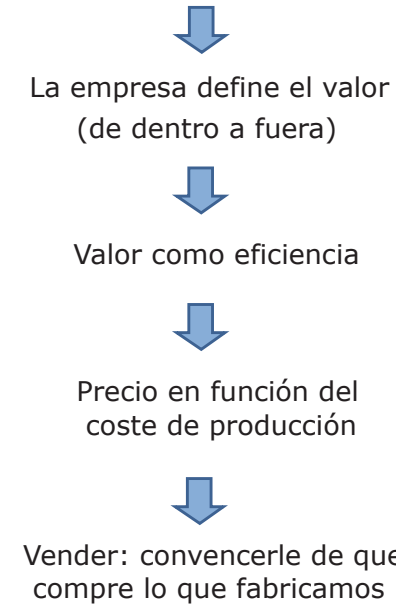 La empresa define el valor
(de dentro a fuera)
Valor como eficiencia
Precio en función del
coste de producción
Vender: convencerle de que
compre lo que fabricamos